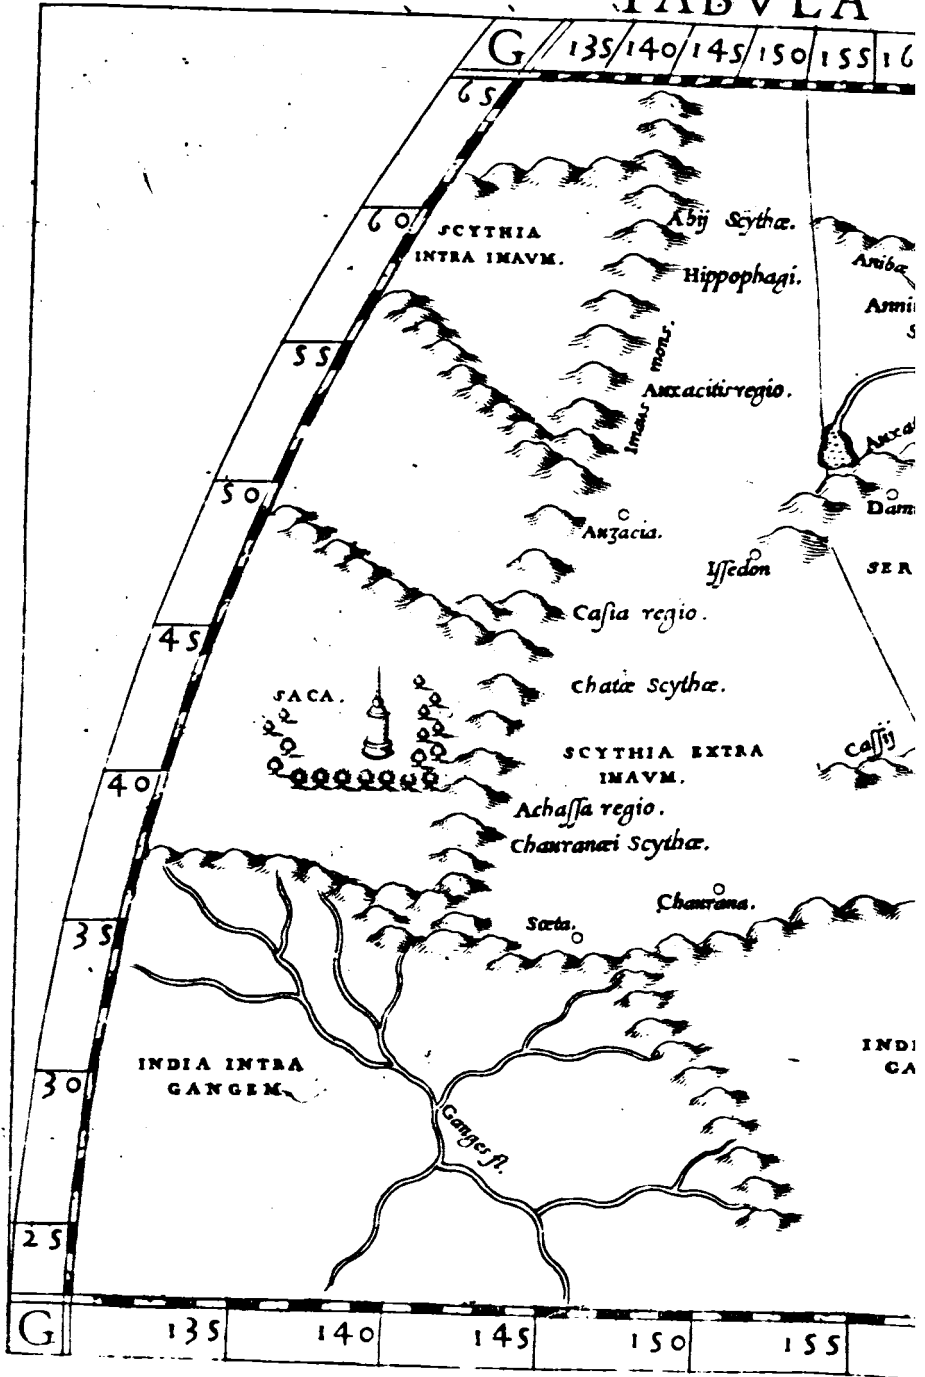 TABVLA
G 135 140 145 150 155
65
60
SCYTHIA
INTRA IMAVM.
Abij Scythæ.
Anibæ
Hippophagi.
55
Imaus mons.
Auxacitis regio.
50
Auzacia.
Iſſedon
45
Caſia regio.
SACA.
Chatæ Scythæ.
SCYTHIA EXTRA
IMAVM.
Caſſij
40
Achaſſa regio.
Chauranæi Scythæ.
35
Sœta.
Chaurana.
30
INDIA INTRA
GANGEM
Ganges fl.
25
G 135 140 145 150 155